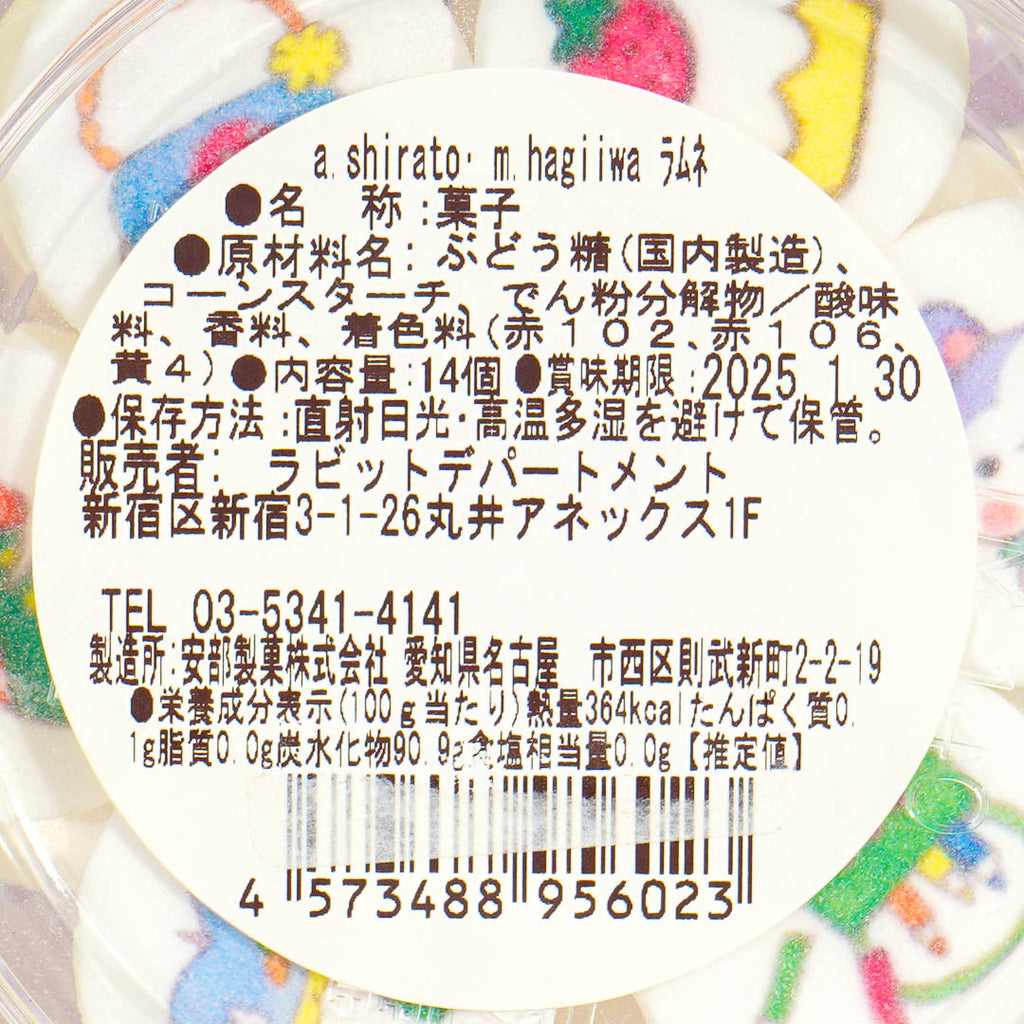 a.shirato･ m.hagiiwa ラムネ
●名　称：菓子
●原材料名：ぶどう糖(国内製造)、
コーンスターチ、でん粉分解物／酸味
料、香料、着色料(赤１０２、赤１０６、
黄４) ●内容量：14個 ●賞味期限：2025.1.30
●保存方法：直射日光・高温多湿を避けて保管。
販売者：　ラビットデパートメント
新宿区新宿3-1-26丸井アネックス1F
TEL 03-5341-4141
製造所：安部製菓株式会社 愛知県名古屋　市西区則武新町2-2-19
●栄養成分表示(100ｇ当たり)熱量364kcalたんぱく質0.
1g脂質0.0g炭水化物90.9g食塩相当量0.0g【推定値】
4 573488 956023